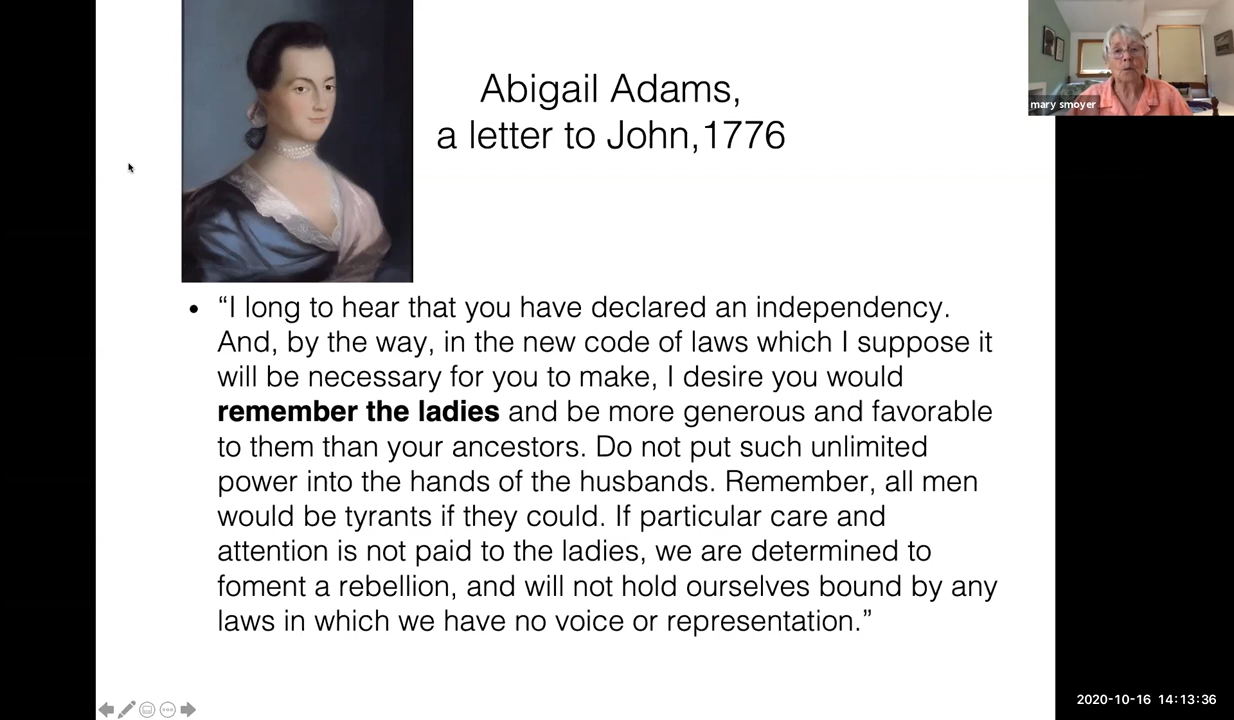 Abigail Adams,
a letter to John,1776
mary smoyer
• “I long to hear that you have declared an independency.
And, by the way, in the new code of laws which I suppose it
will be necessary for you to make, I desire you would
remember the ladies and be more generous and favorable
to them than your ancestors. Do not put such unlimited
power into the hands of the husbands. Remember, all men
would be tyrants if they could. If particular care and
attention is not paid to the ladies, we are determined to
foment a rebellion, and will not hold ourselves bound by any
laws in which we have no voice or representation.”
2020-10-16 14:13:36